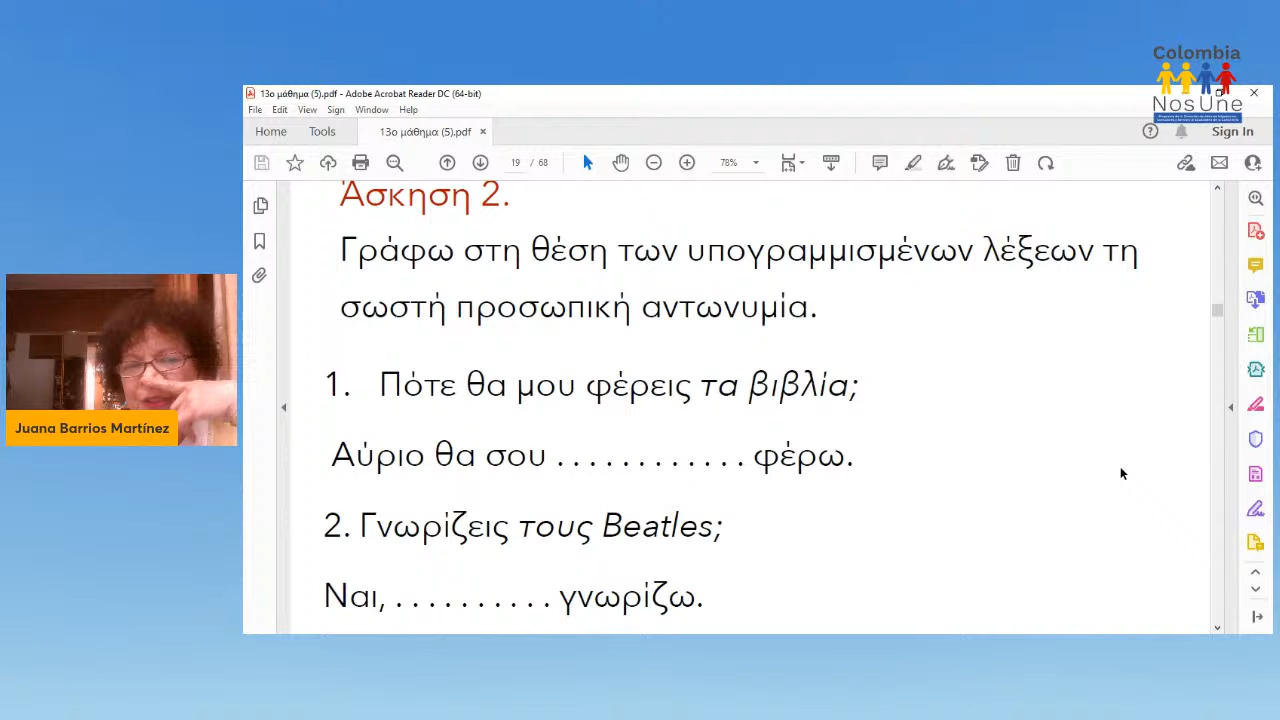 Colombia
NosUne
13ο μάθημα (5).pdf - Adobe Acrobat Reader DC (64-bit)
File Edit View Sign Window Help
Home Tools 13ο μάθημα (5).pdf Sign In
19 / 68 78%
Άσκηση 2.
Γράφω στη θέση των υπογραμμισμένων λέξεων τη
σωστή προσωπική αντωνυμία.
1. Πότε θα μου φέρεις τα βιβλία;
Αύριο θα σου . . . . . . . . . . . . φέρω.
2. Γνωρίζεις τους Beatles;
Ναι, . . . . . . . . . . γνωρίζω.
Juana Barrios Martínez